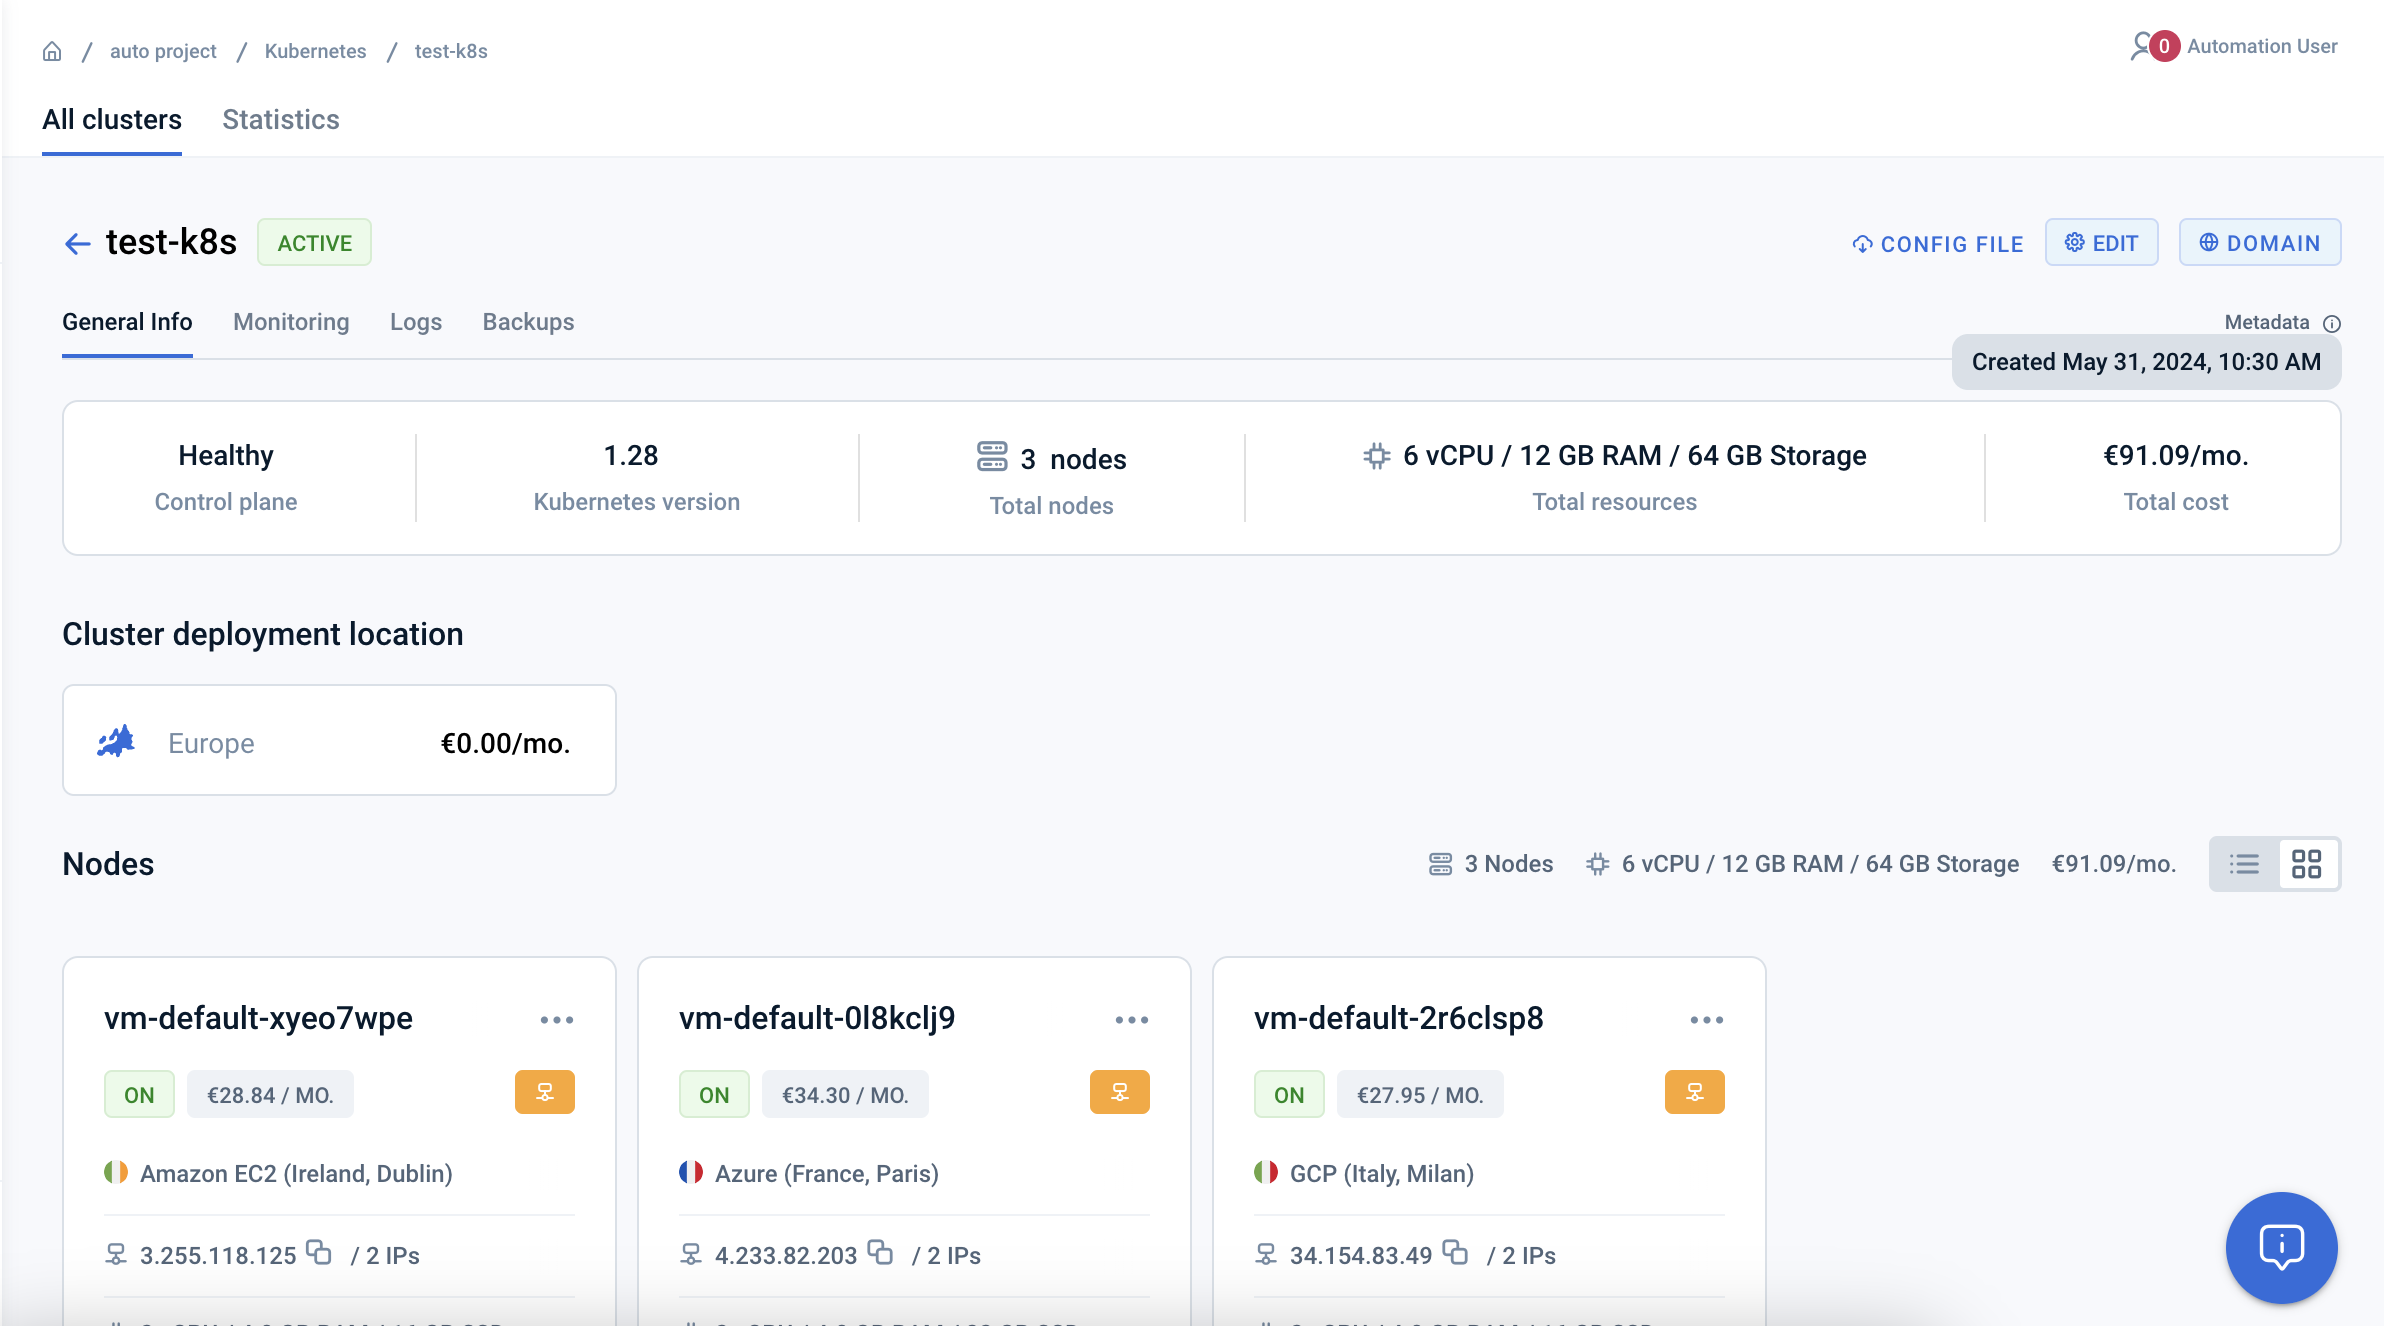 / auto project / Kubernetes / test-k8s
0 Automation User
All clusters Statistics
test-k8s ACTIVE
CONFIG FILE EDIT DOMAIN
General Info Monitoring Logs Backups
Metadata
Created May 31, 2024, 10:30 AM
Healthy
Control plane
1.28
Kubernetes version
3 nodes
Total nodes
6 vCPU / 12 GB RAM / 64 GB Storage
Total resources
€91.09/mo.
Total cost
Cluster deployment location
Europe €0.00/mo.
Nodes
3 Nodes 6 vCPU / 12 GB RAM / 64 GB Storage €91.09/mo.
vm-default-xyeo7wpe
ON €28.84 / MO.
Amazon EC2 (Ireland, Dublin)
3.255.118.125 / 2 IPs
vm-default-0l8kclj9
ON €34.30 / MO.
Azure (France, Paris)
4.233.82.203 / 2 IPs
vm-default-2r6clsp8
ON €27.95 / MO.
GCP (Italy, Milan)
34.154.83.49 / 2 IPs